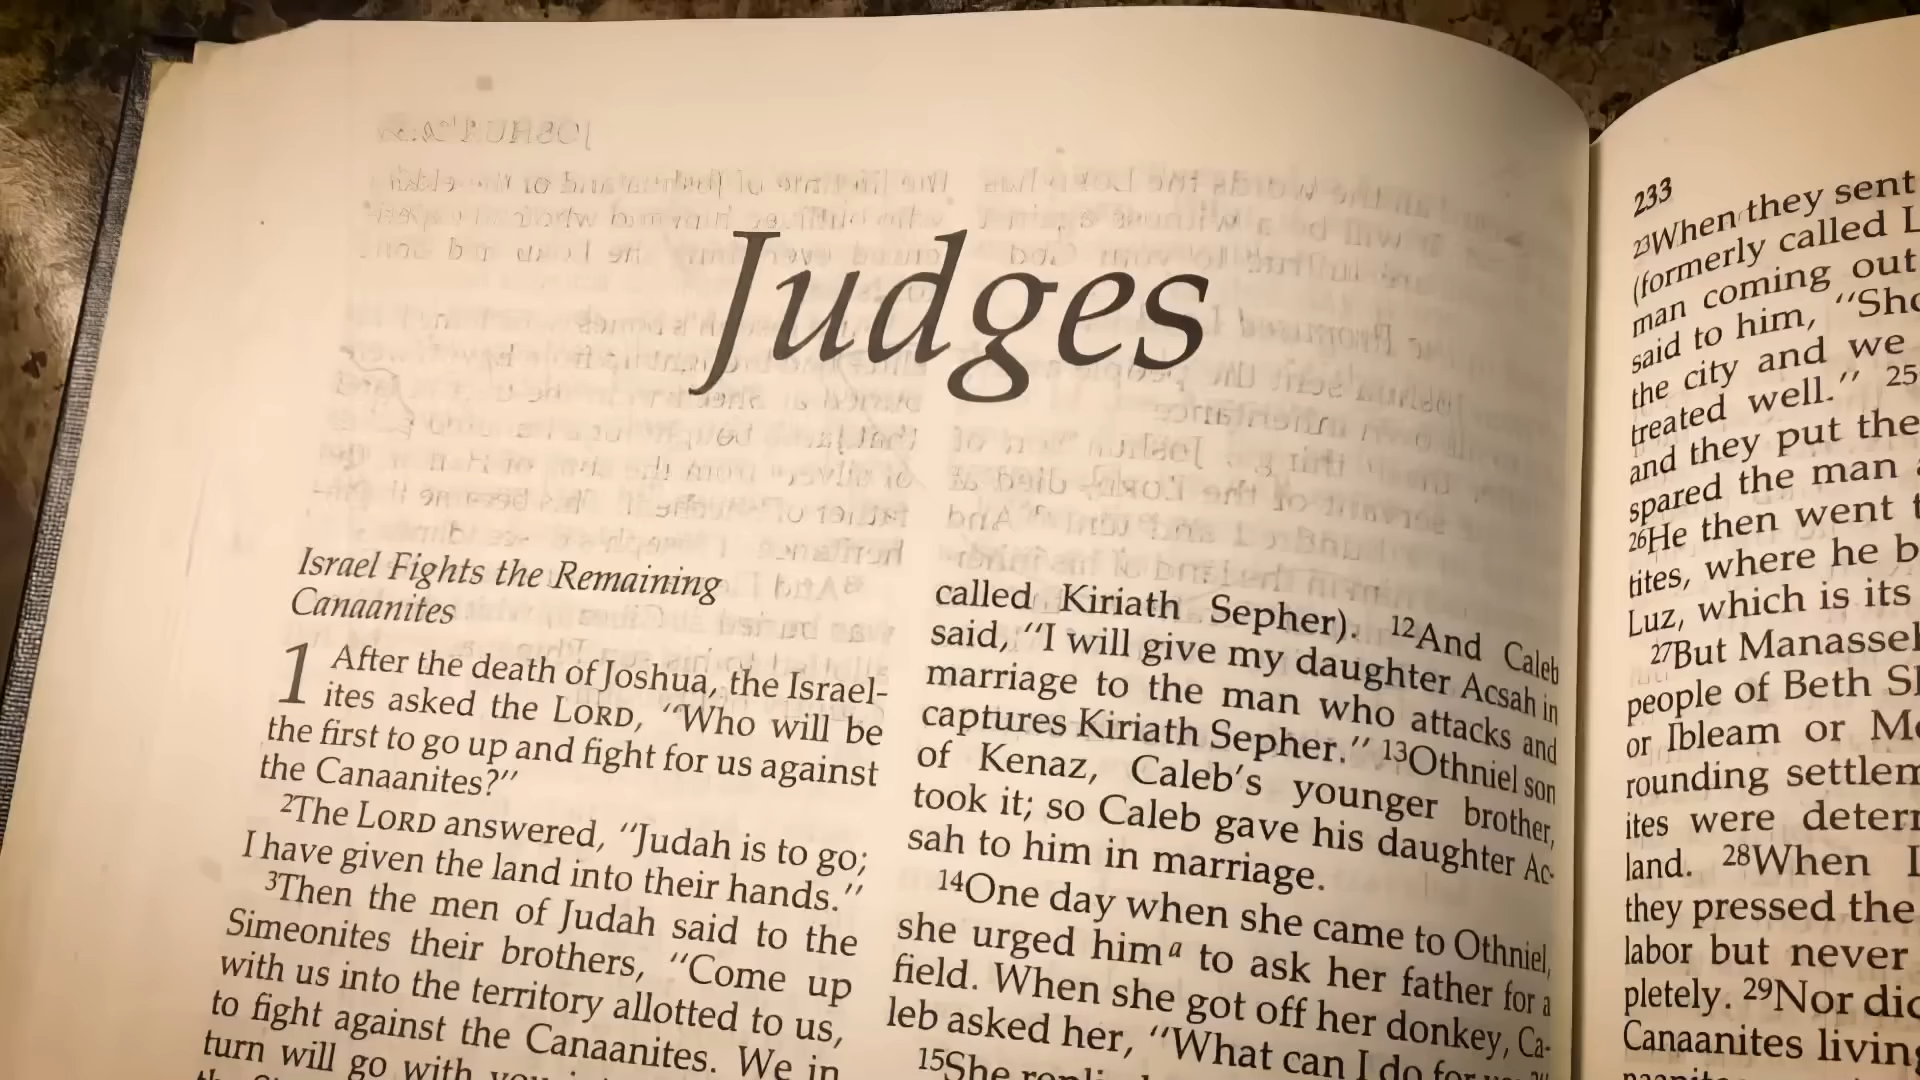 Judges
Israel Fights the Remaining
Canaanites
1 After the death of Joshua, the Israel-
ites asked the LORD, "Who will be
the first to go up and fight for us against
the Canaanites?"
2The LORD answered, "Judah is to go;
I have given the land into their hands."
3Then the men of Judah said to the
Simeonites their brothers, "Come up
with us into the territory allotted to us,
to fight against the Canaanites. We in
turn will go with
called Kiriath Sepher). 12And Caleb
said, "I will give my daughter Acsah in
marriage to the man who attacks and
captures Kiriath Sepher." 13Othniel son
of Kenaz, Caleb's younger brother,
took it; so Caleb gave his daughter Ac-
sah to him in marriage.
14One day when she came to Othniel,
she urged him a to ask her father for a
field. When she got off her donkey, Ca-
leb asked her, "What can I do for
15She
233
23When they sent
(formerly called
man coming out
said to him,
the city and we
treated well." 25
and they put the
spared the man
26He then went
tites, where he
Luz, which is its
27But
people of Beth
or Ibleam or
rounding
ites were
land. 28When
they pressed the
labor but never
pletely. 29Nor
Canaanites